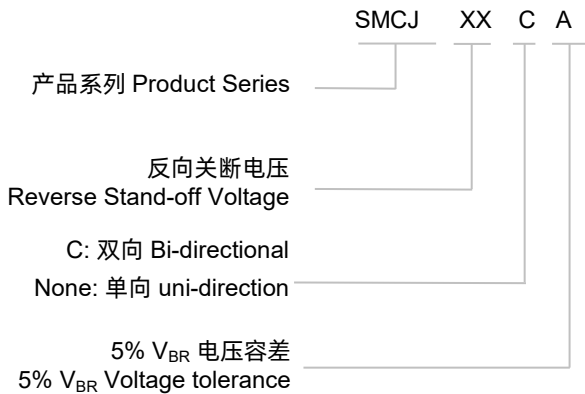 SMCJ XX C A
产品系列 Product Series
反向关断电压
Reverse Stand-off Voltage
C: 双向 Bi-directional
None: 单向 uni-direction
5% VBR 电压容差
5% VBR Voltage tolerance